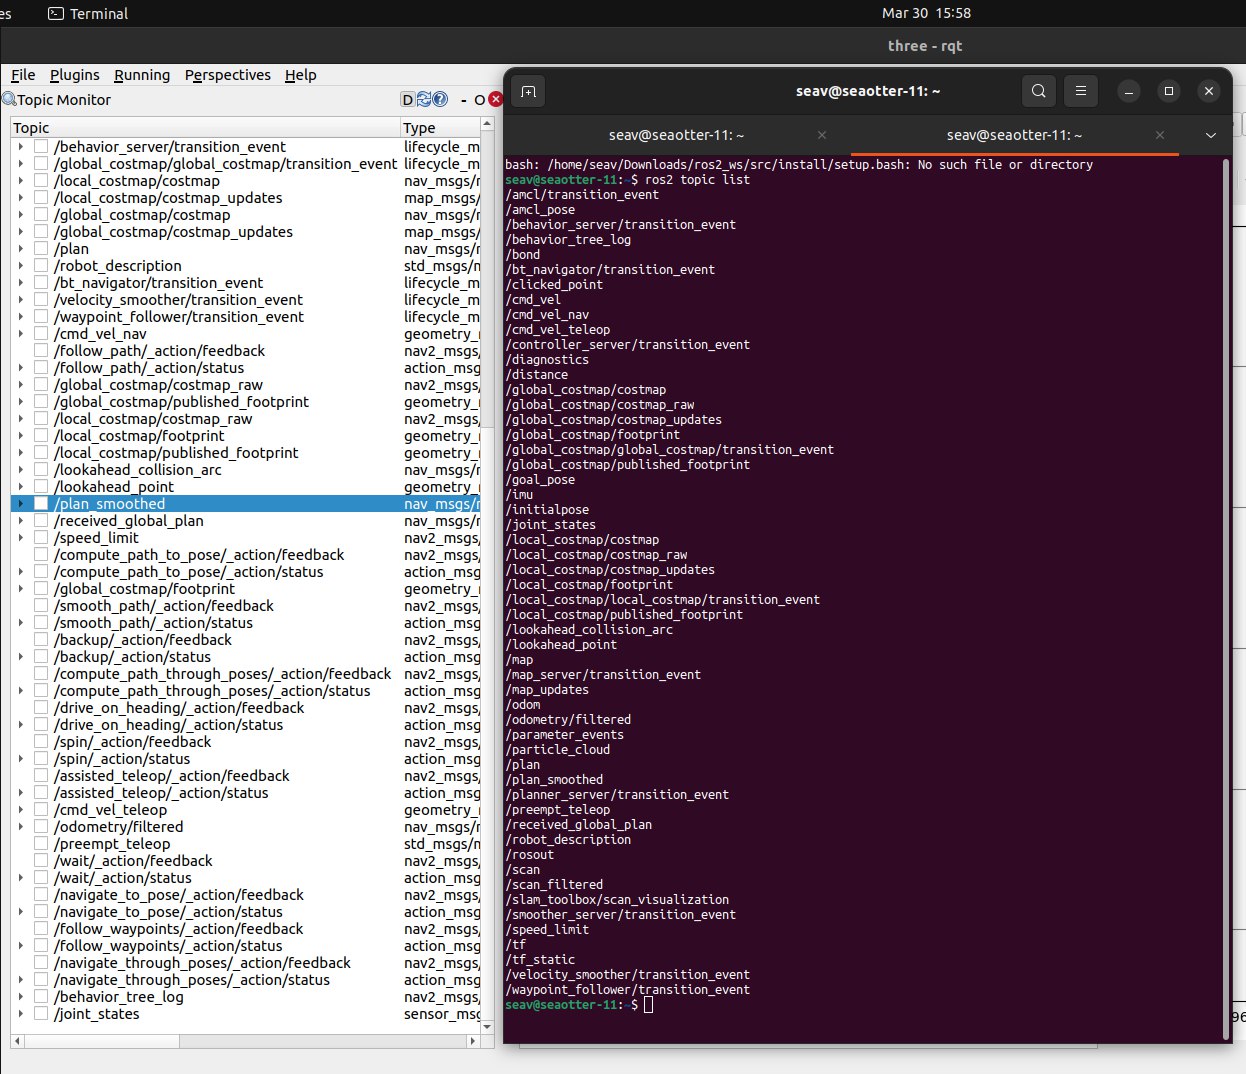 es Terminal Mar 30 15:58
three - rqt
File Plugins Running Perspectives Help
Topic Monitor D - O
Topic Type
/behavior_server/transition_event lifecycle_m
/global_costmap/global_costmap/transition_event lifecycle_m
/local_costmap/costmap nav_msgs/r
/local_costmap/costmap_updates map_msgs/
/global_costmap/costmap nav_msgs/r
/global_costmap/costmap_updates map_msgs/
/plan nav_msgs/r
/robot_description std_msgs/m
/bt_navigator/transition_event lifecycle_m
/velocity_smoother/transition_event lifecycle_m
/waypoint_follower/transition_event lifecycle_m
/cmd_vel_nav geometry_
/follow_path/_action/feedback nav2_msgs/
/follow_path/_action/status action_msg
/global_costmap/costmap_raw nav2_msgs/
/global_costmap/published_footprint geometry_
/local_costmap/costmap_raw nav2_msgs/
/local_costmap/footprint geometry_
/local_costmap/published_footprint geometry_
/lookahead_collision_arc nav_msgs/r
/lookahead_point geometry_
/plan_smoothed nav_msgs/r
/received_global_plan nav_msgs/r
/speed_limit nav2_msgs/
/compute_path_to_pose/_action/feedback nav2_msgs/
/compute_path_to_pose/_action/status action_msg
/global_costmap/footprint geometry_
/smooth_path/_action/feedback nav2_msgs/
/smooth_path/_action/status action_msg
/backup/_action/feedback nav2_msgs/
/backup/_action/status action_msg
/compute_path_through_poses/_action/feedback nav2_msgs/
/compute_path_through_poses/_action/status action_msg
/drive_on_heading/_action/feedback nav2_msgs/
/drive_on_heading/_action/status action_msg
/spin/_action/feedback nav2_msgs/
/spin/_action/status action_msg
/assisted_teleop/_action/feedback nav2_msgs/
/assisted_teleop/_action/status action_msg
/cmd_vel_teleop geometry_
/odometry/filtered nav_msgs/r
/preempt_teleop std_msgs/m
/wait/_action/feedback nav2_msgs/
/wait/_action/status action_msg
/navigate_to_pose/_action/feedback nav2_msgs/
/navigate_to_pose/_action/status action_msg
/follow_waypoints/_action/feedback nav2_msgs/
/follow_waypoints/_action/status action_msg
/navigate_through_poses/_action/feedback nav2_msgs/
/navigate_through_poses/_action/status action_msg
/behavior_tree_log nav2_msgs/
/joint_states sensor_msg
seav@seaotter-11: ~
seav@seaotter-11: ~ seav@seaotter-11: ~
bash: /home/seav/Downloads/ros2_ws/src/install/setup.bash: No such file or directory
seav@seaotter-11:~$ ros2 topic list
/amcl/transition_event
/amcl_pose
/behavior_server/transition_event
/behavior_tree_log
/bond
/bt_navigator/transition_event
/clicked_point
/cmd_vel
/cmd_vel_nav
/cmd_vel_teleop
/controller_server/transition_event
/diagnostics
/distance
/global_costmap/costmap
/global_costmap/costmap_raw
/global_costmap/costmap_updates
/global_costmap/footprint
/global_costmap/global_costmap/transition_event
/global_costmap/published_footprint
/goal_pose
/imu
/initialpose
/joint_states
/local_costmap/costmap
/local_costmap/costmap_raw
/local_costmap/costmap_updates
/local_costmap/footprint
/local_costmap/local_costmap/transition_event
/local_costmap/published_footprint
/lookahead_collision_arc
/lookahead_point
/map
/map_server/transition_event
/map_updates
/odom
/odometry/filtered
/parameter_events
/particle_cloud
/plan
/plan_smoothed
/planner_server/transition_event
/preempt_teleop
/received_global_plan
/robot_description
/rosout
/scan
/scan_filtered
/slam_toolbox/scan_visualization
/smoother_server/transition_event
/speed_limit
/tf
/tf_static
/velocity_smoother/transition_event
/waypoint_follower/transition_event
seav@seaotter-11:~$
96